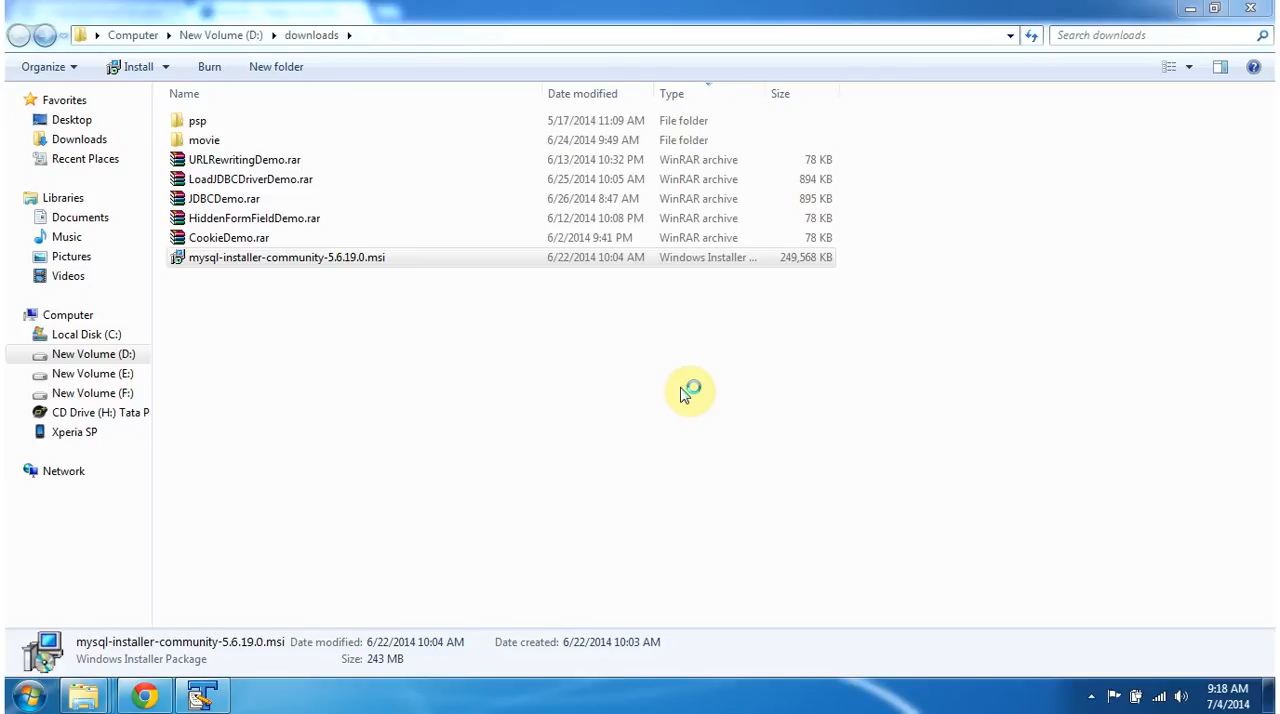 Computer New Volume (D:) downloads Search downloads
Organize Install Burn New folder
Name Date modified Type Size
Favorites
Desktop
Downloads
Recent Places
Libraries
Documents
Music
Pictures
Videos
Computer
Local Disk (C:)
New Volume (D:)
New Volume (E:)
New Volume (F:)
CD Drive (H:) Tata P
Xperia SP
Network
psp 5/17/2014 11:09 AM File folder
movie 6/24/2014 9:49 AM File folder
URLRewritingDemo.rar 6/13/2014 10:32 PM WinRAR archive 78 KB
LoadJDBCDriverDemo.rar 6/25/2014 10:05 AM WinRAR archive 894 KB
JDBCDemo.rar 6/26/2014 8:47 AM WinRAR archive 895 KB
HiddenFormFieldDemo.rar 6/12/2014 10:08 PM WinRAR archive 78 KB
CookieDemo.rar 6/2/2014 9:41 PM WinRAR archive 78 KB
mysql-installer-community-5.6.19.0.msi 6/22/2014 10:04 AM Windows Installer ... 249,568 KB
mysql-installer-community-5.6.19.0.msi Date modified: 6/22/2014 10:04 AM Date created: 6/22/2014 10:03 AM
Windows Installer Package Size: 243 MB
9:18 AM
7/4/2014